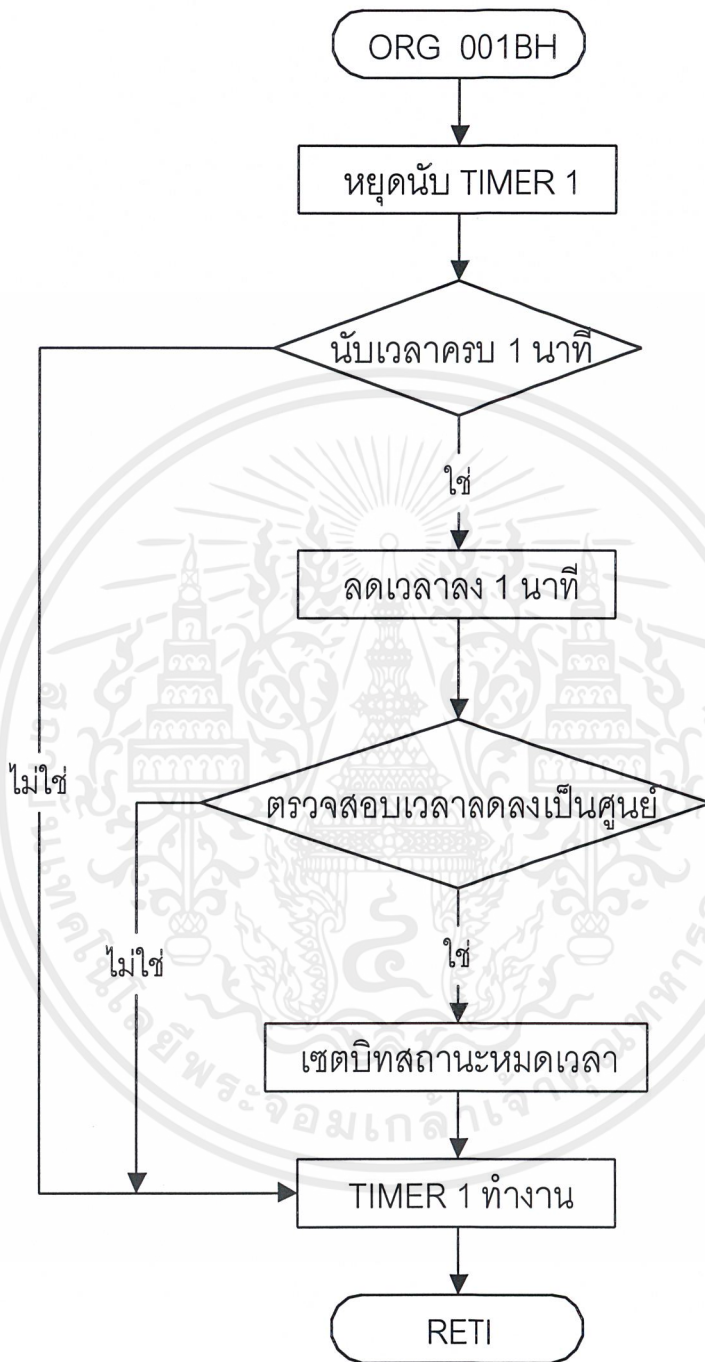 ORG 001BH
หยุดนับ TIMER 1
นับเวลาครบ 1 นาที
ใช่
ลดเวลาลง 1 นาที
ไม่ใช่
ตรวจสอบเวลาลดลงเป็นศูนย์
ไม่ใช่
ใช่
เซตบิทสถานะหมดเวลา
TIMER 1 ทำงาน
RETI